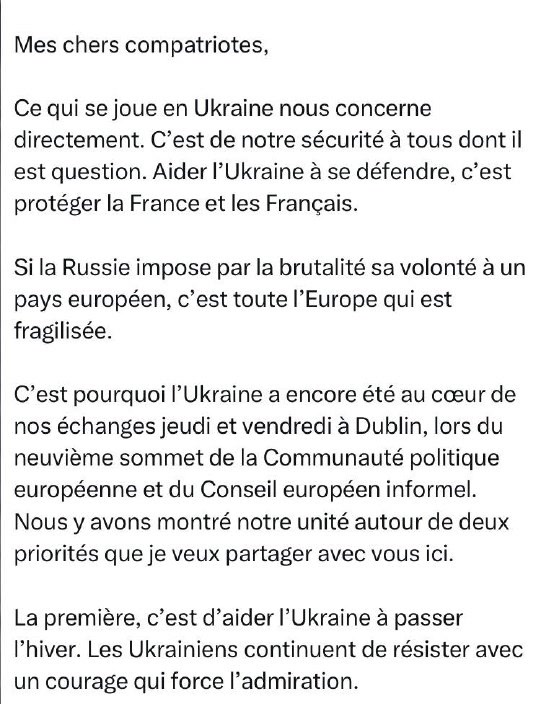 Mes chers compatriotes,
Ce qui se joue en Ukraine nous concerne
directement. C’est de notre sécurité à tous dont il
est question. Aider l’Ukraine à se défendre, c’est
protéger la France et les Français.
Si la Russie impose par la brutalité sa volonté à un
pays européen, c’est toute l’Europe qui est
fragilisée.
C’est pourquoi l’Ukraine a encore été au cœur de
nos échanges jeudi et vendredi à Dublin, lors du
neuvième sommet de la Communauté politique
européenne et du Conseil européen informel.
Nous y avons montré notre unité autour de deux
priorités que je veux partager avec vous ici.
La première, c’est d’aider l’Ukraine à passer
l’hiver. Les Ukrainiens continuent de résister avec
un courage qui force l’admiration.